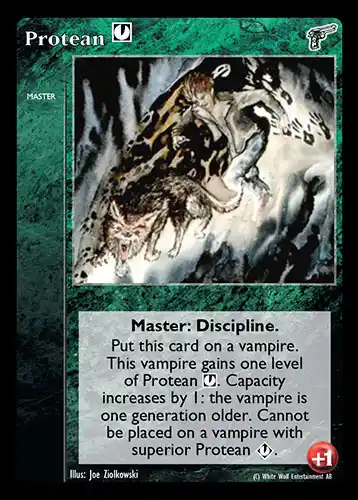 Protean
MASTER
Master: Discipline.
Put this card on a vampire.
This vampire gains one level
of Protean . Capacity
increases by 1: the vampire is
one generation older. Cannot
be placed on a vampire with
superior Protean .
+1
Illus: Joe Ziolkowski
(C) White Wolf Entertainment AB